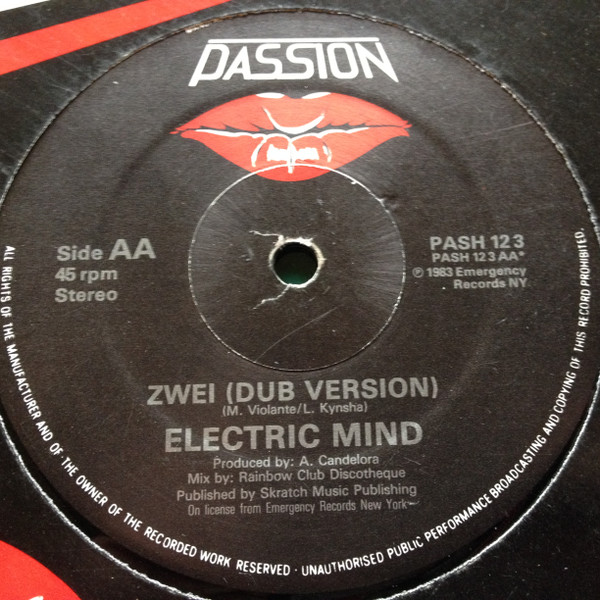 PASSION
Side AA
45 rpm
Stereo
PASH 12 3
PASH 12 3 AA*
℗ 1983 Emergency
Records NY
ZWEI (DUB VERSION)
(M. Violante/L. Kynsha)
ELECTRIC MIND
Produced by: A. Candelora
Mix by: Rainbow Club Discotheque
Published by Skratch Music Publishing
On license from Emergency Records New York
ALL RIGHTS OF THE MANUFACTURER AND OF THE OWNER OF THE RECORDED WORK RESERVED · UNAUTHORISED PUBLIC PERFORMANCE BROADCASTING AND COPYING OF THIS RECORD PROHIBITED.